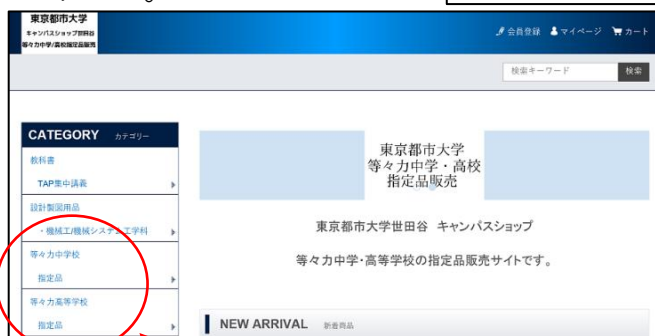 東京都市大学
キャンパスショップ世田谷
等々力中学/高校指定品販売
会員登録 マイページ カート
検索キーワード 検索
CATEGORY カテゴリー
教科書
TAP集中講義
設計製図用品
・機械工/機械システム工学科
等々力中学校
指定品
等々力高等学校
指定品
東京都市大学
等々力中学・高校
指定品販売
東京都市大学世田谷 キャンパスショップ
等々力中学・高等学校の指定品販売サイトです。
NEW ARRIVAL 新着商品